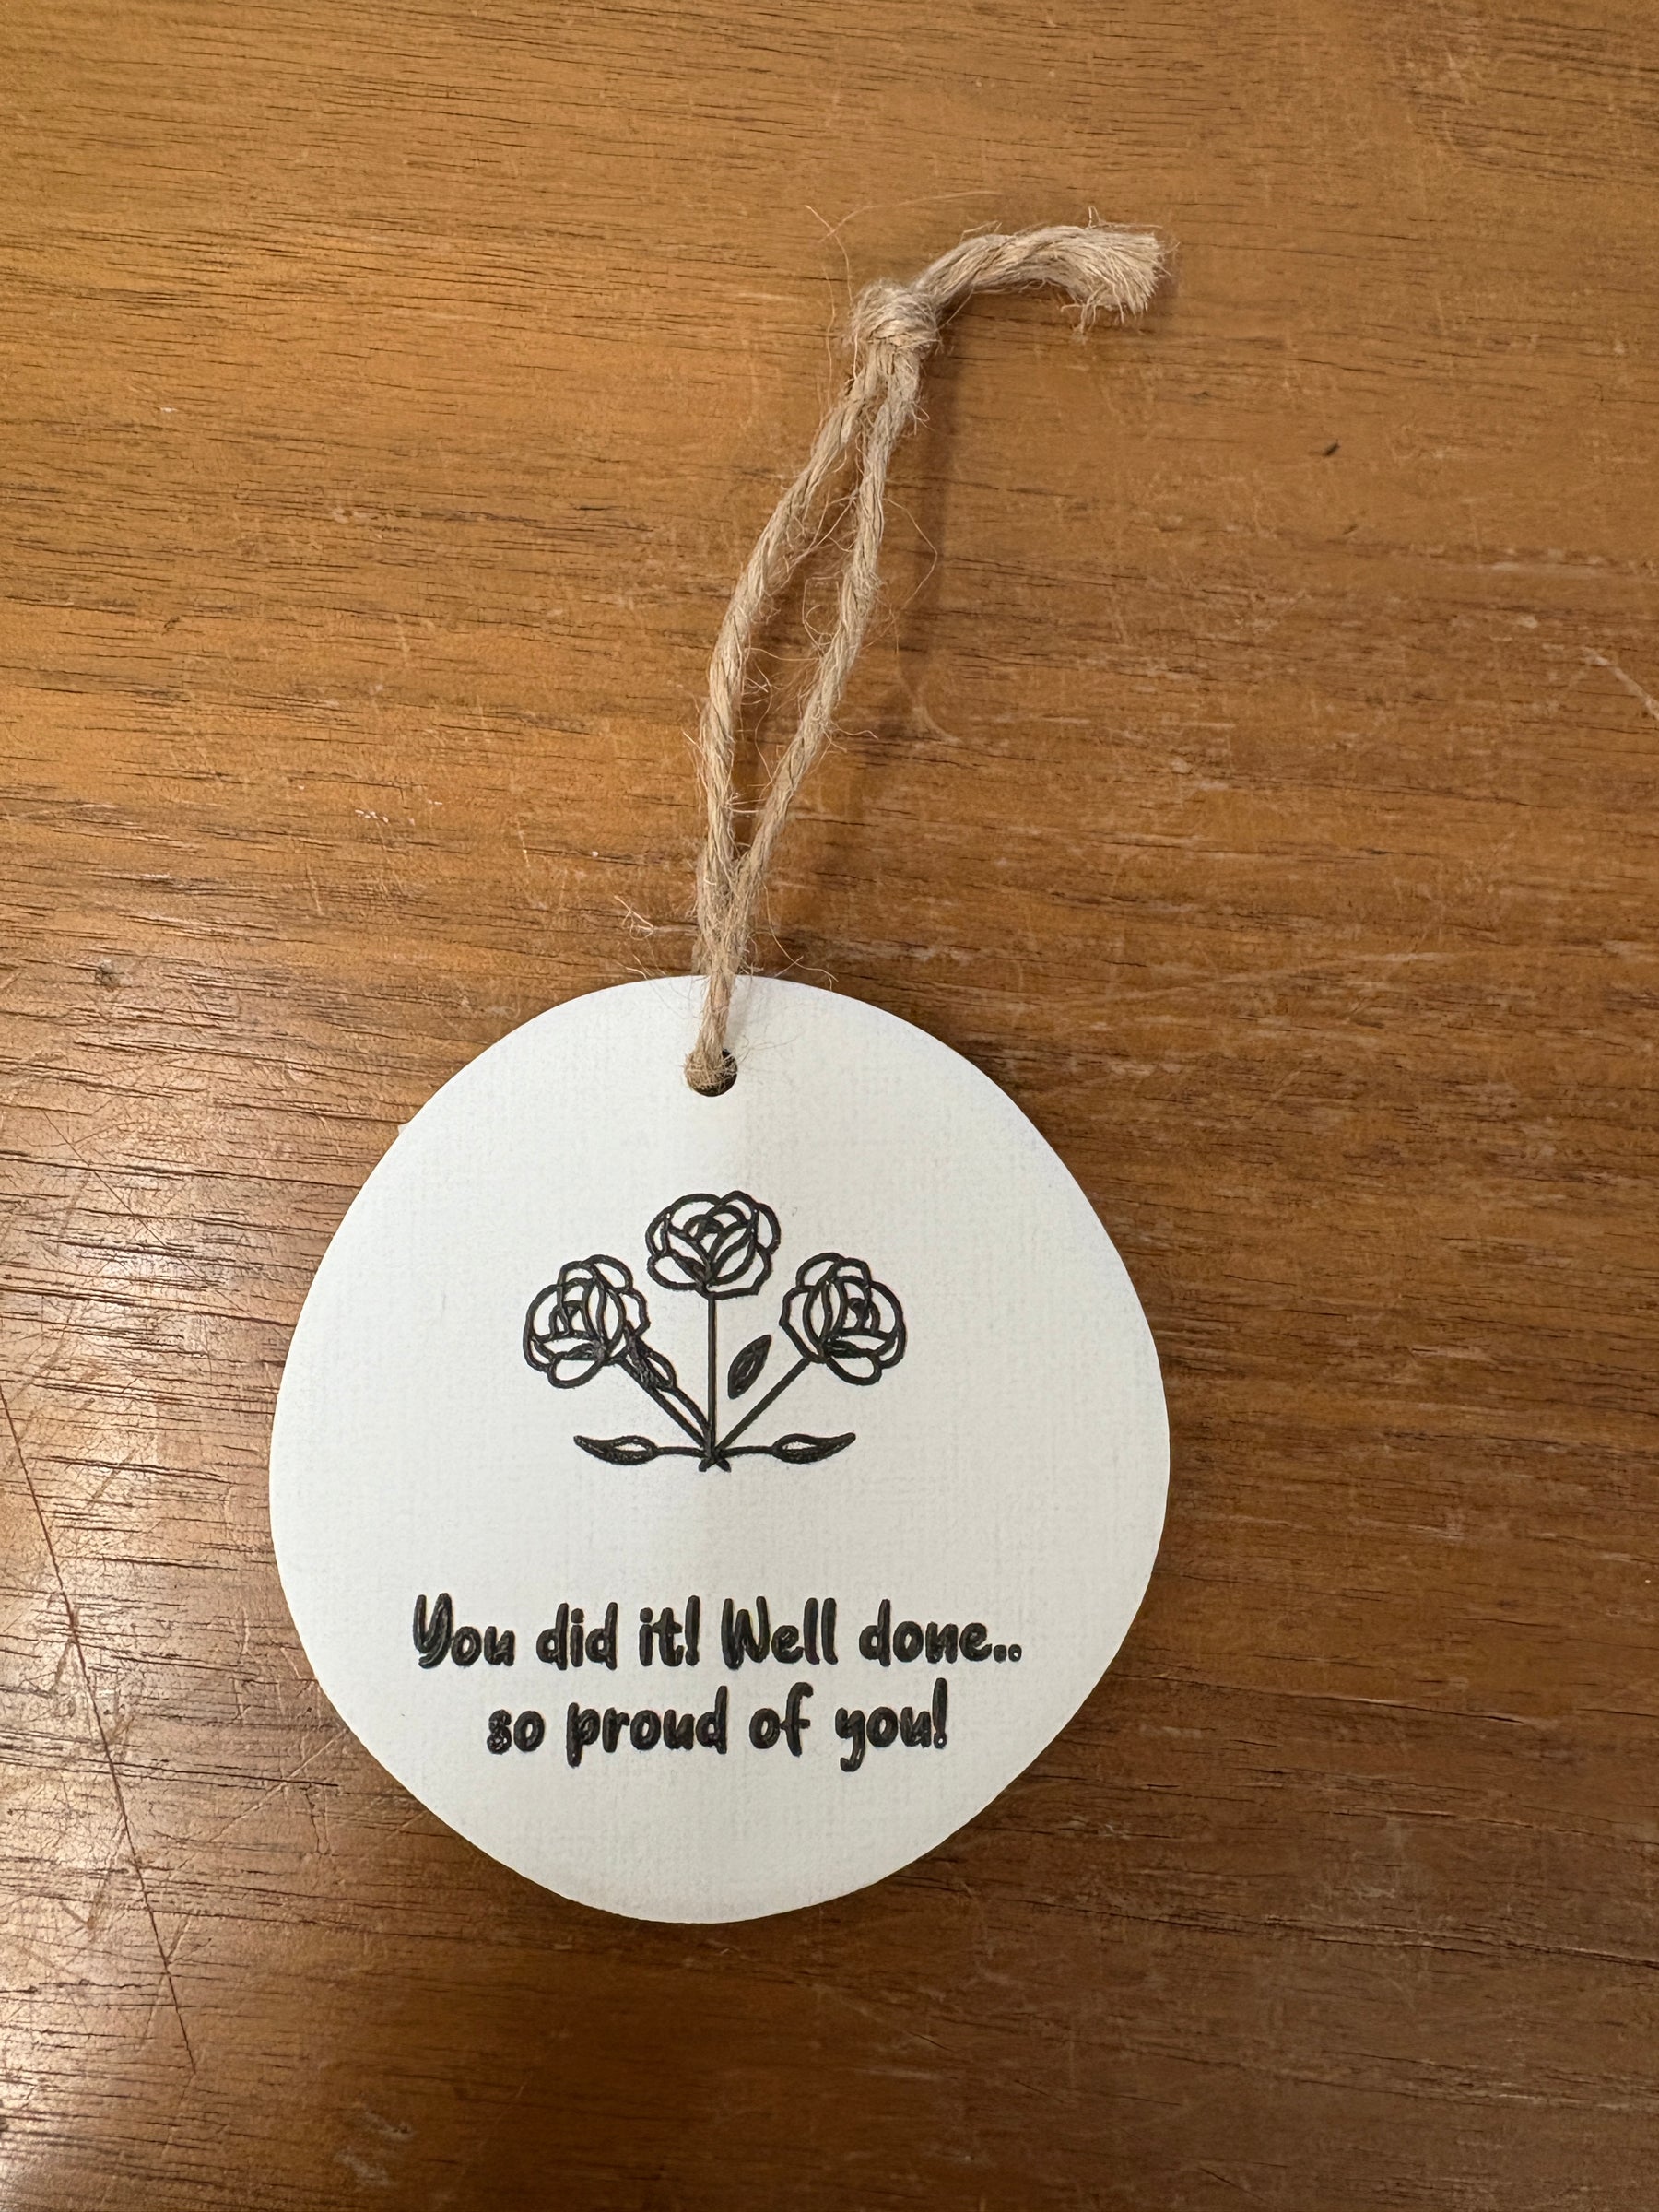 You did it! Well done..
so proud of you!